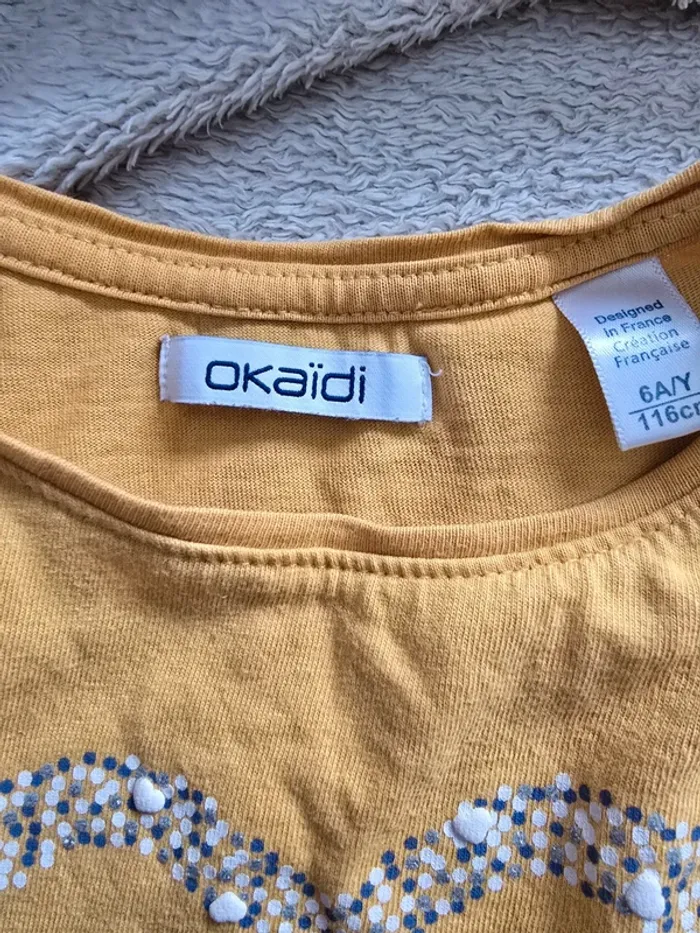 okaïdi
Designed
In France
Création
Française
6A/Y
116cm